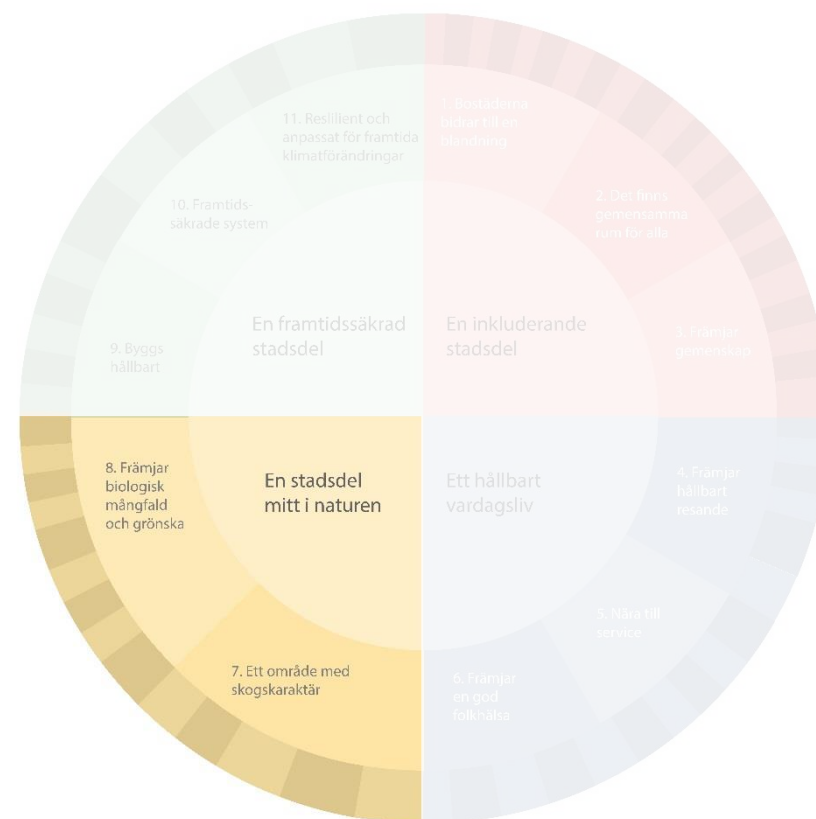 11. Resilient och
anpassat för framtida
klimatförändringar
1. Bostäderna
bidrar till en
blandning
10. Framtids-
säkrade system
2. Det finns
gemensamma
rom för alla
En framtidssäkrad
stadsdel
En inkluderande
stadsdel
9. Byggs
hållbart
3. Främjar
gemenskap
8. Främjar
biologisk
mångfald
och grönska
En stadsdel
mitt i naturen
Ett hållbart
vardagsliv
4. Främjar
hållbart
resande
7. Ett område med
skogskaraktär
5. Nära till
service
6. Främjar
en god
folkhälsa